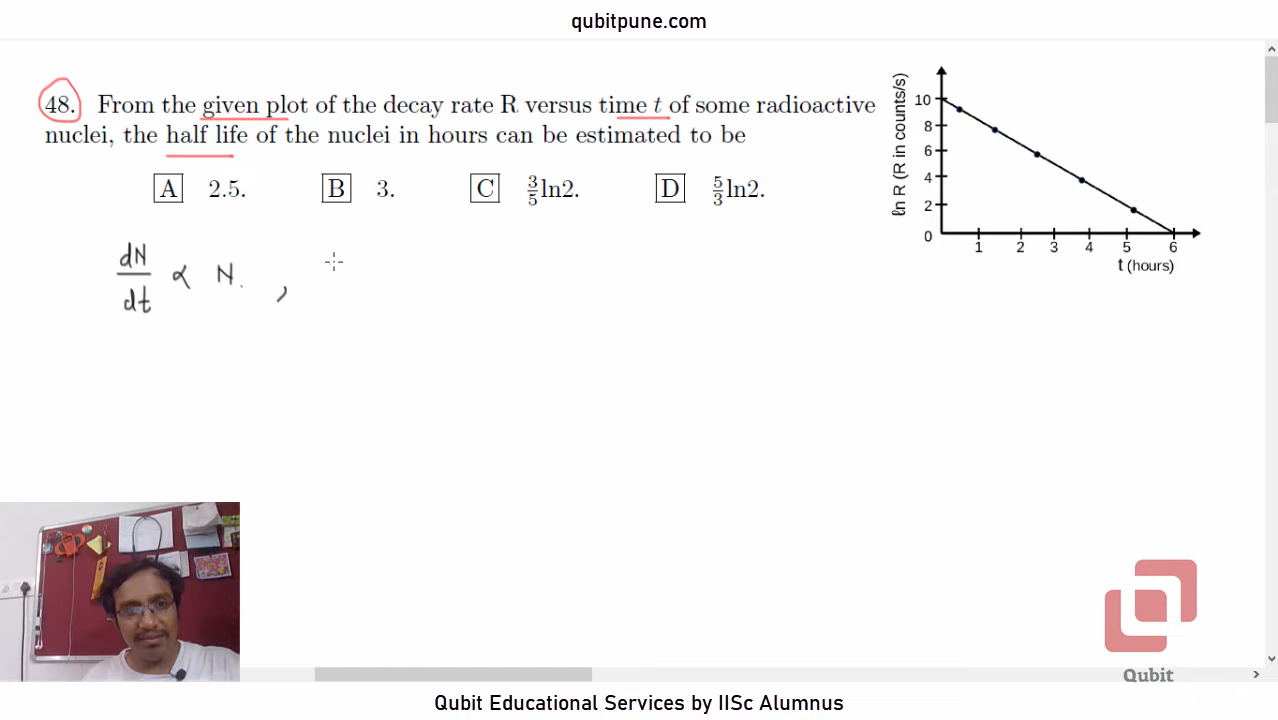 qubitpune.com
48. From the given plot of the decay rate R versus time t of some radioactive
nuclei, the half life of the nuclei in hours can be estimated to be
A 2.5. B 3. C 3/5 ln2. D 5/3 ln2.
ℓn R (R in counts/s)
10
8
6
4
2
0
1 2 3 4 5 6
t (hours)
dN/dt ∝ N. ,
Qubit
Qubit Educational Services by IISc Alumnus